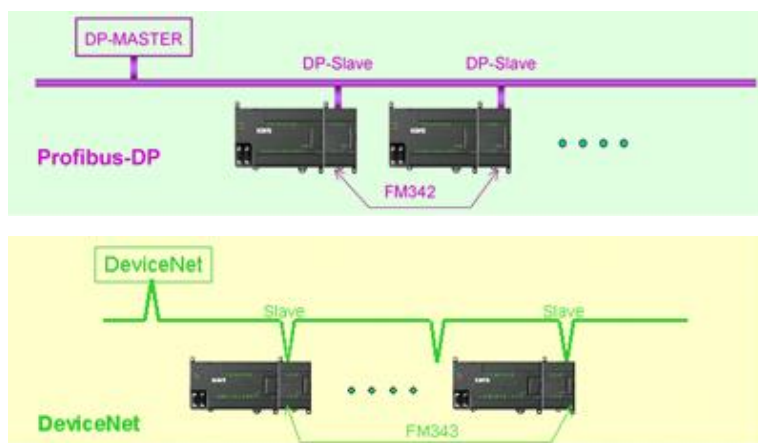 DP-MASTER
DP-Slave DP-Slave
Profibus-DP
FM342
DeviceNet
Slave Slave
DeviceNet
FM343